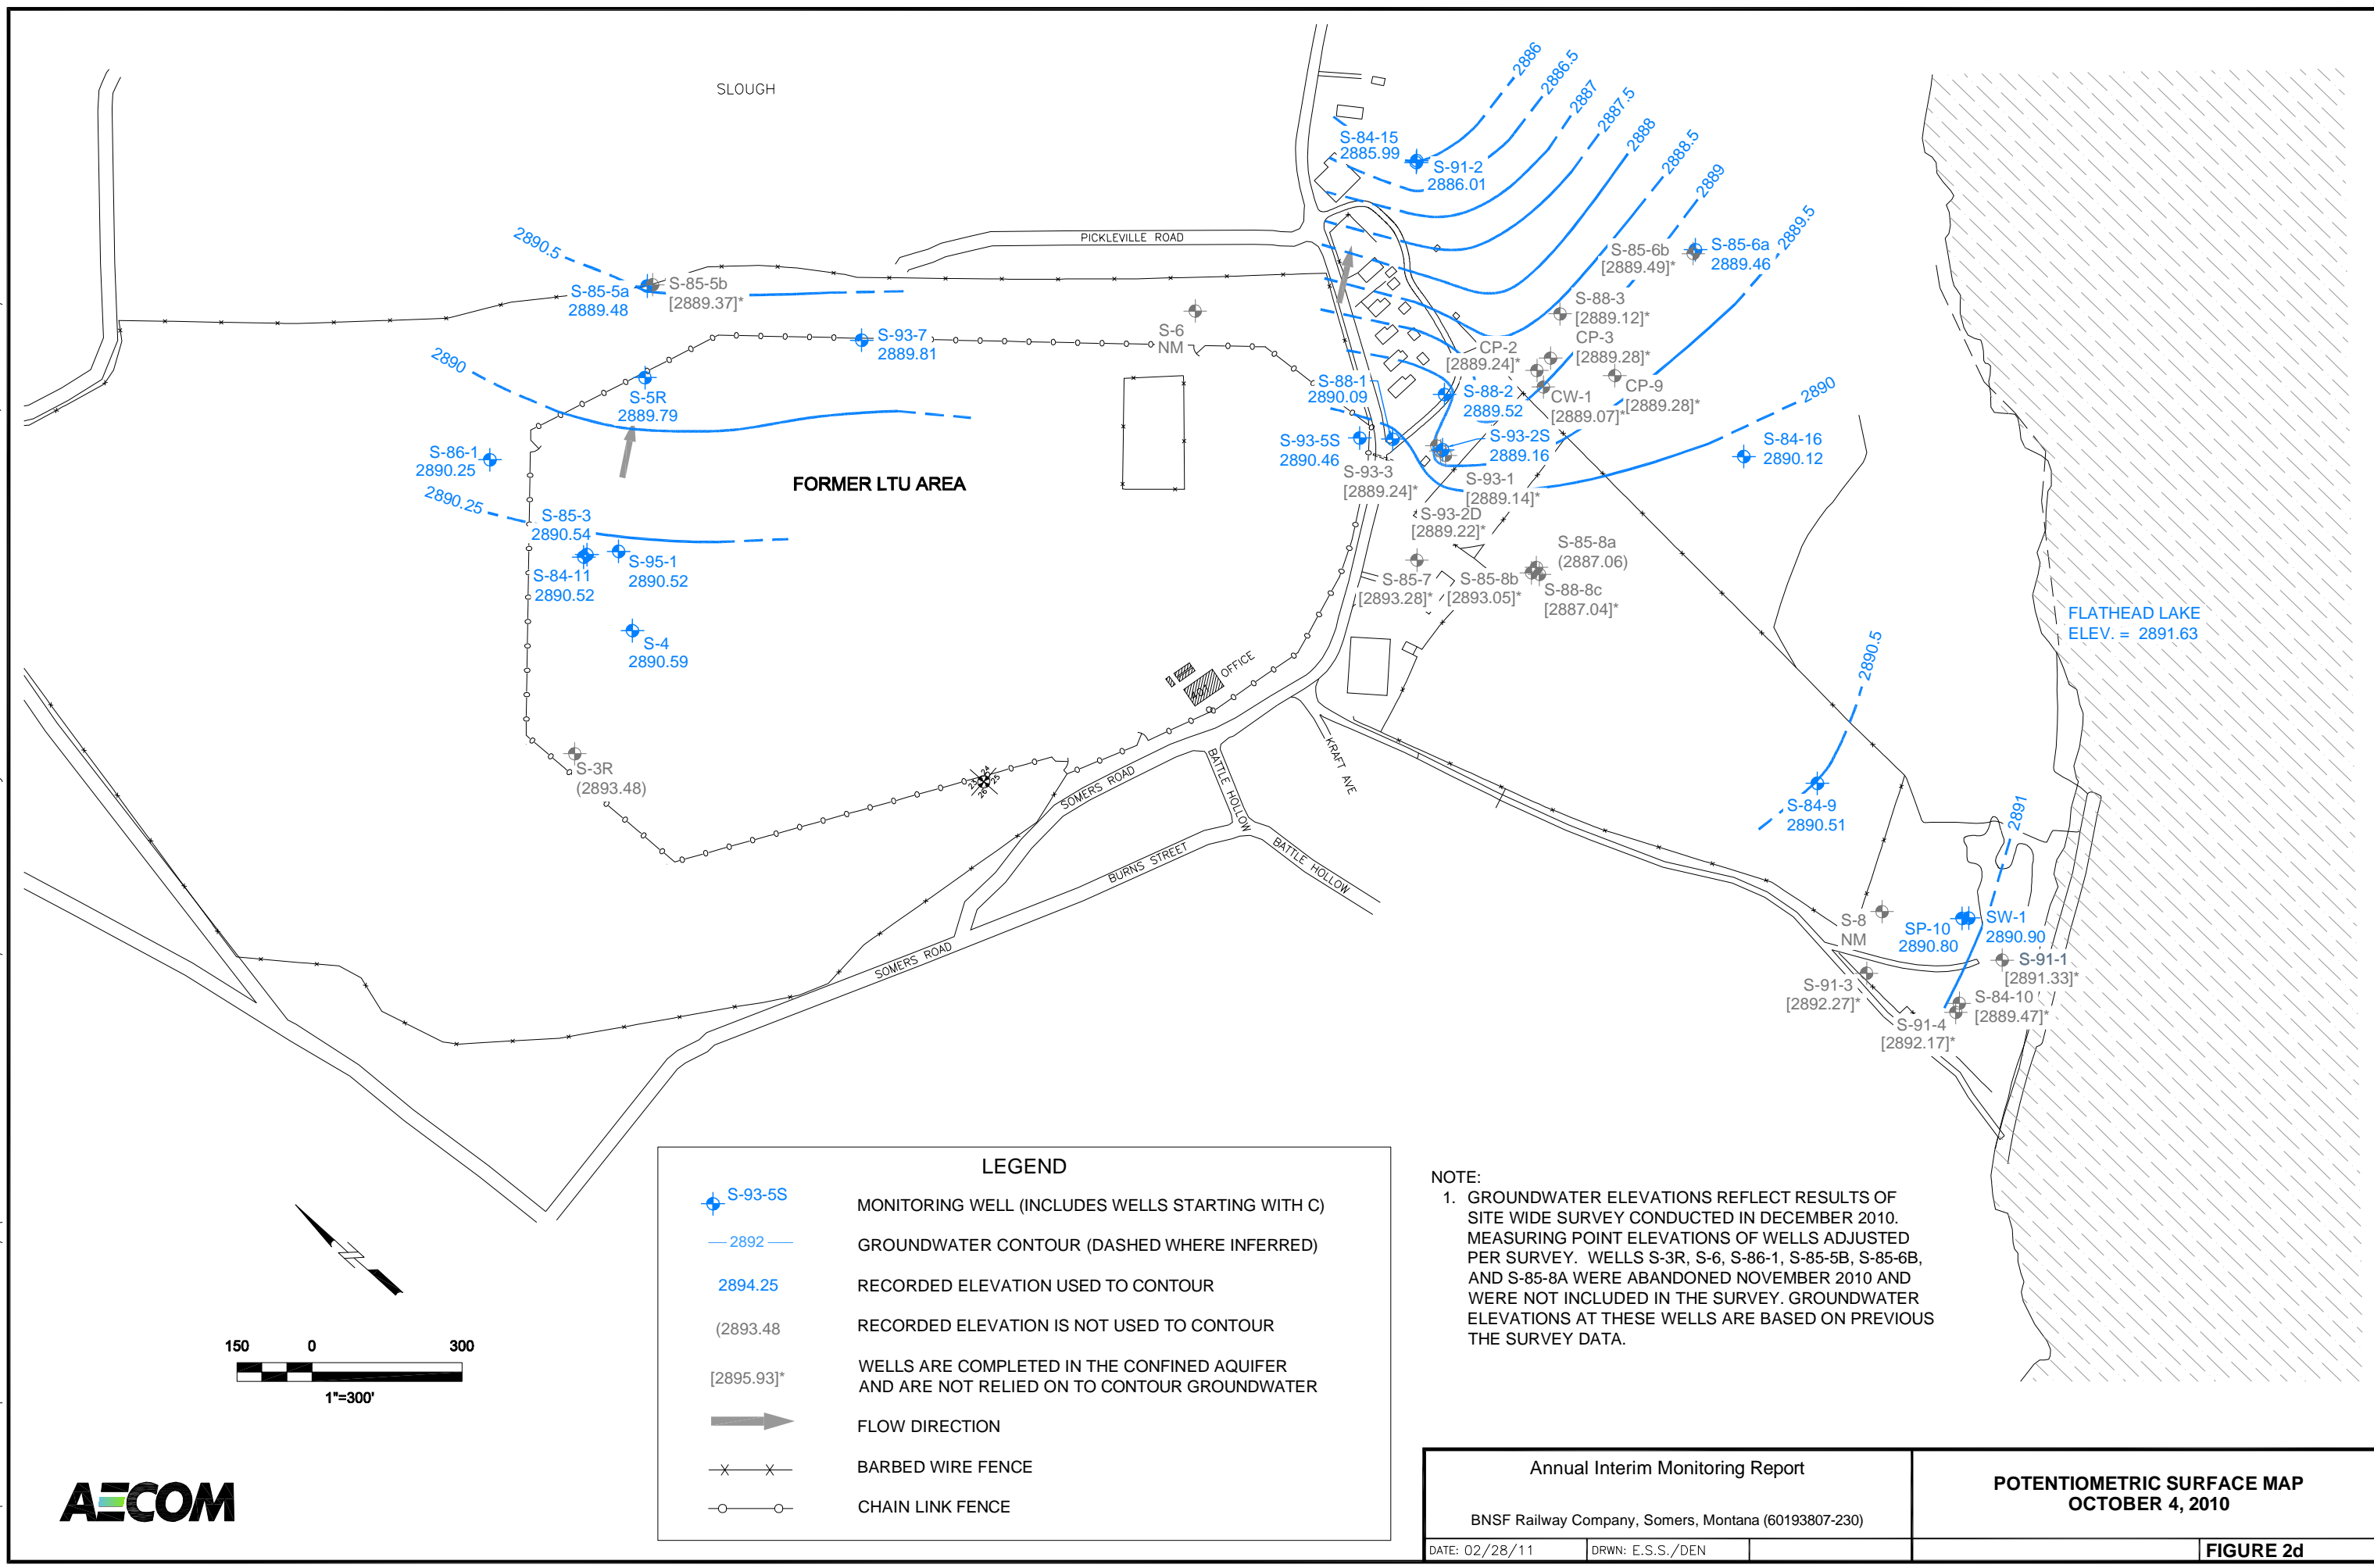 SLOUGH
2886
2886.5
2887
2887.5
2888
2888.5
2889
2889.5
S-84-15
2885.99
S-91-2
2886.01
PICKLEVILLE ROAD
2890.5
S-85-5a
2889.48
S-85-5b
[2889.37]*
S-85-6b
[2889.49]*
S-85-6a
2889.46
S-88-3
[2889.12]*
CP-3
[2889.28]*
S-6
NM
S-93-7
2889.81
CP-2
[2889.24]*
2890
S-5R
2889.79
S-88-1
2890.09
S-88-2
2889.52
CW-1
[2889.07]*
CP-9
[2889.28]*
2890
S-93-5S
2890.46
S-93-2S
2889.16
S-84-16
2890.12
S-86-1
2890.25
2890.25
FORMER LTU AREA
S-93-3
[2889.24]*
S-93-1
[2889.14]*
S-93-2D
[2889.22]*
S-85-3
2890.54
S-95-1
2890.52
S-84-11
2890.52
S-85-7
[2893.28]*
S-85-8b
[2893.05]*
S-85-8a
(2887.06)
S-88-8c
[2887.04]*
S-4
2890.59
FLATHEAD LAKE
ELEV. = 2891.63
2890.5
OFFICE
S-3R
(2893.48)
KRAFT AVE
BATTLE HOLLOW
SOMERS ROAD
BURNS STREET
BATTLE HOLLOW
SOMERS ROAD
S-84-9
2890.51
2891
S-8
NM
SP-10
2890.80
SW-1
2890.90
S-91-1
[2891.33]*
S-91-3
[2892.27]*
S-84-10
[2889.47]*
S-91-4
[2892.17]*
LEGEND
S-93-5S
MONITORING WELL (INCLUDES WELLS STARTING WITH C)
2892
GROUNDWATER CONTOUR (DASHED WHERE INFERRED)
2894.25
RECORDED ELEVATION USED TO CONTOUR
(2893.48
RECORDED ELEVATION IS NOT USED TO CONTOUR
[2895.93]*
WELLS ARE COMPLETED IN THE CONFINED AQUIFER
AND ARE NOT RELIED ON TO CONTOUR GROUNDWATER
FLOW DIRECTION
BARBED WIRE FENCE
CHAIN LINK FENCE
NOTE:
1. GROUNDWATER ELEVATIONS REFLECT RESULTS OF
SITE WIDE SURVEY CONDUCTED IN DECEMBER 2010.
MEASURING POINT ELEVATIONS OF WELLS ADJUSTED
PER SURVEY. WELLS S-3R, S-6, S-86-1, S-85-5B, S-85-6B,
AND S-85-8A WERE ABANDONED NOVEMBER 2010 AND
WERE NOT INCLUDED IN THE SURVEY. GROUNDWATER
ELEVATIONS AT THESE WELLS ARE BASED ON PREVIOUS
THE SURVEY DATA.
150 0 300
1"=300'
AECOM
Annual Interim Monitoring Report
BNSF Railway Company, Somers, Montana (60193807-230)
DATE: 02/28/11 DRWN: E.S.S./DEN
POTENTIOMETRIC SURFACE MAP
OCTOBER 4, 2010
FIGURE 2d